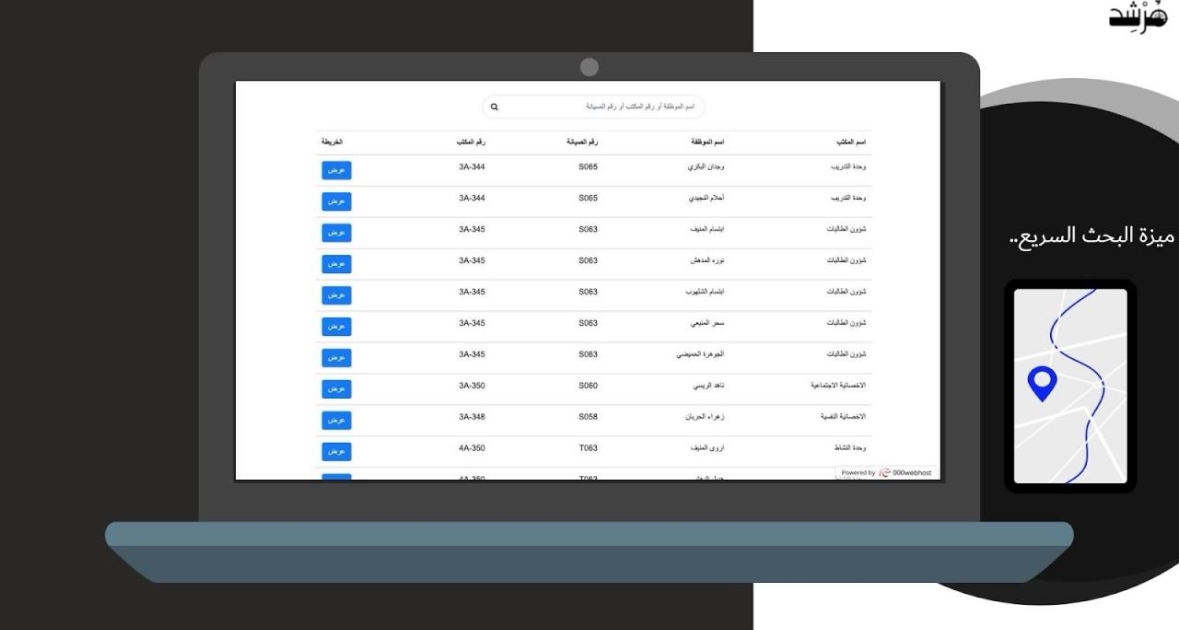 مُرْشِد
ميزة البحث السريع..
اسم الموظفة أو رقم المكتب أو رقم الصيانة
اسم المكتب اسم الموظفة رقم الصيانة رقم المكتب الخريطة
وحدة التدريب وجدان البكري S065 3A-344 عرض
وحدة التدريب أحلام النجيدي S065 3A-344 عرض
شؤون الطالبات ابتسام المنيف S063 3A-345 عرض
شؤون الطالبات نوره المدهش S063 3A-345 عرض
شؤون الطالبات ابتسام الشلهوب S063 3A-345 عرض
شؤون الطالبات سحر المنيعي S063 3A-345 عرض
شؤون الطالبات الجوهرة الحميضي S063 3A-345 عرض
الاخصائية الاجتماعية ناهد الريسي S060 3A-350 عرض
الاخصائية النفسية زهراء الحربان S058 3A-348 عرض
وحدة النشاط اروى المنيف T063 4A-350 عرض
T063 4A-350
Powered by 000webhost